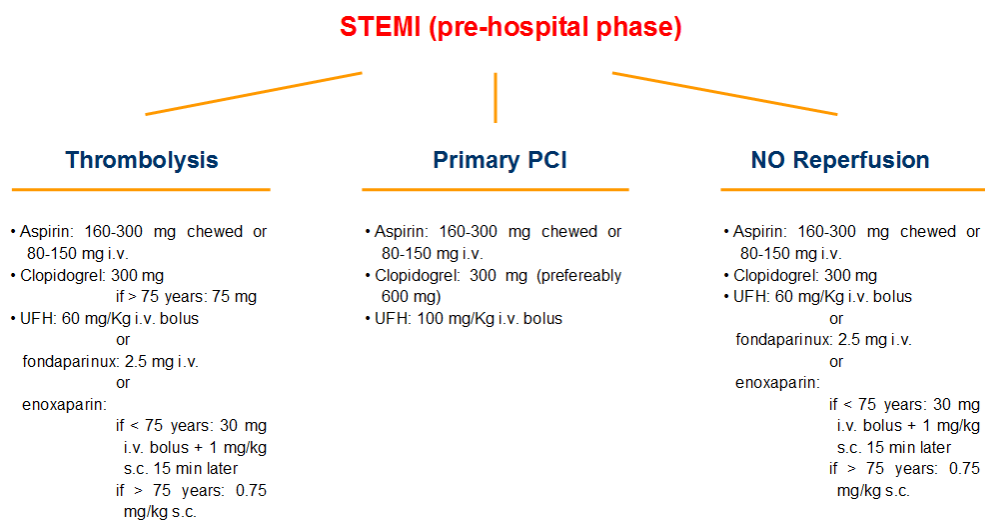 STEMI (pre-hospital phase)
Thrombolysis
• Aspirin: 160-300 mg chewed or
80-150 mg i.v.
• Clopidogrel: 300 mg
if > 75 years: 75 mg
• UFH: 60 mg/Kg i.v. bolus
or
fondaparinux: 2.5 mg i.v.
or
enoxaparin:
if < 75 years: 30 mg
i.v. bolus + 1 mg/kg
s.c. 15 min later
if > 75 years: 0.75
mg/kg s.c.
Primary PCI
• Aspirin: 160-300 mg chewed or
80-150 mg i.v.
• Clopidogrel: 300 mg (prefereably
600 mg)
• UFH: 100 mg/Kg i.v. bolus
NO Reperfusion
• Aspirin: 160-300 mg chewed or
80-150 mg i.v.
• Clopidogrel: 300 mg
• UFH: 60 mg/Kg i.v. bolus
or
fondaparinux: 2.5 mg i.v.
or
enoxaparin:
if < 75 years: 30 mg
i.v. bolus + 1 mg/kg
s.c. 15 min later
if > 75 years: 0.75
mg/kg s.c.